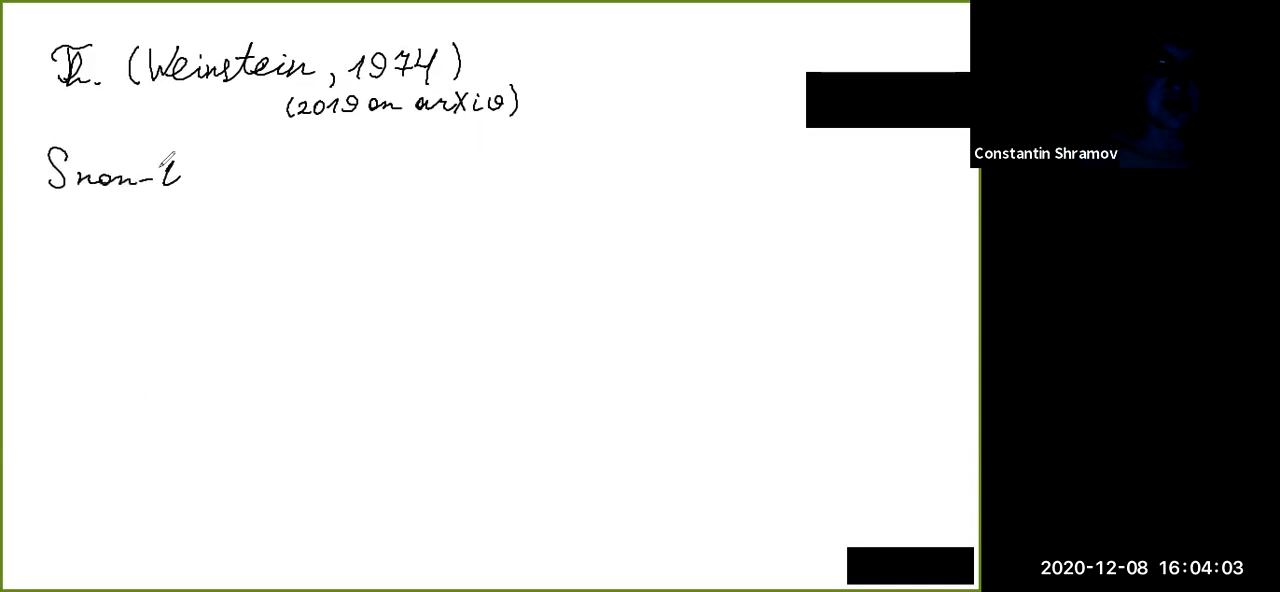 Th. (Weinstein, 1974)
(2019 on arXiv)
S non-
Constantin Shramov
2020-12-08 16:04:03